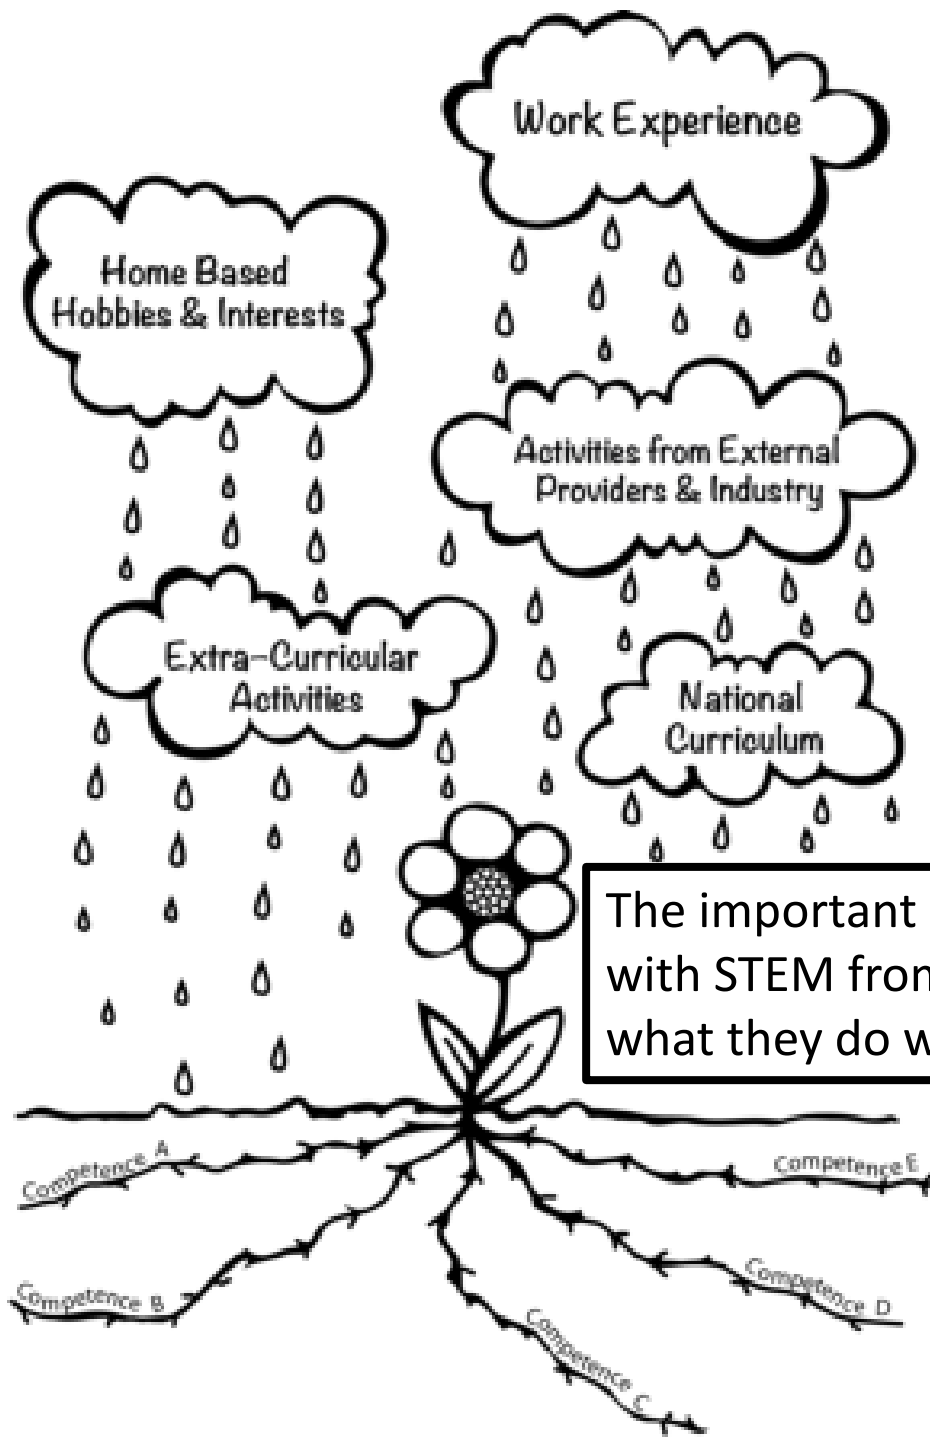 Work Experience
Home Based
Hobbies & Interests
Activities from External
Providers & Industry
Extra-Curricular
Activities
National
Curriculum
The important
with STEM from
what they do w
Competence A
Competence E
Competence B
Competence D
Competence C